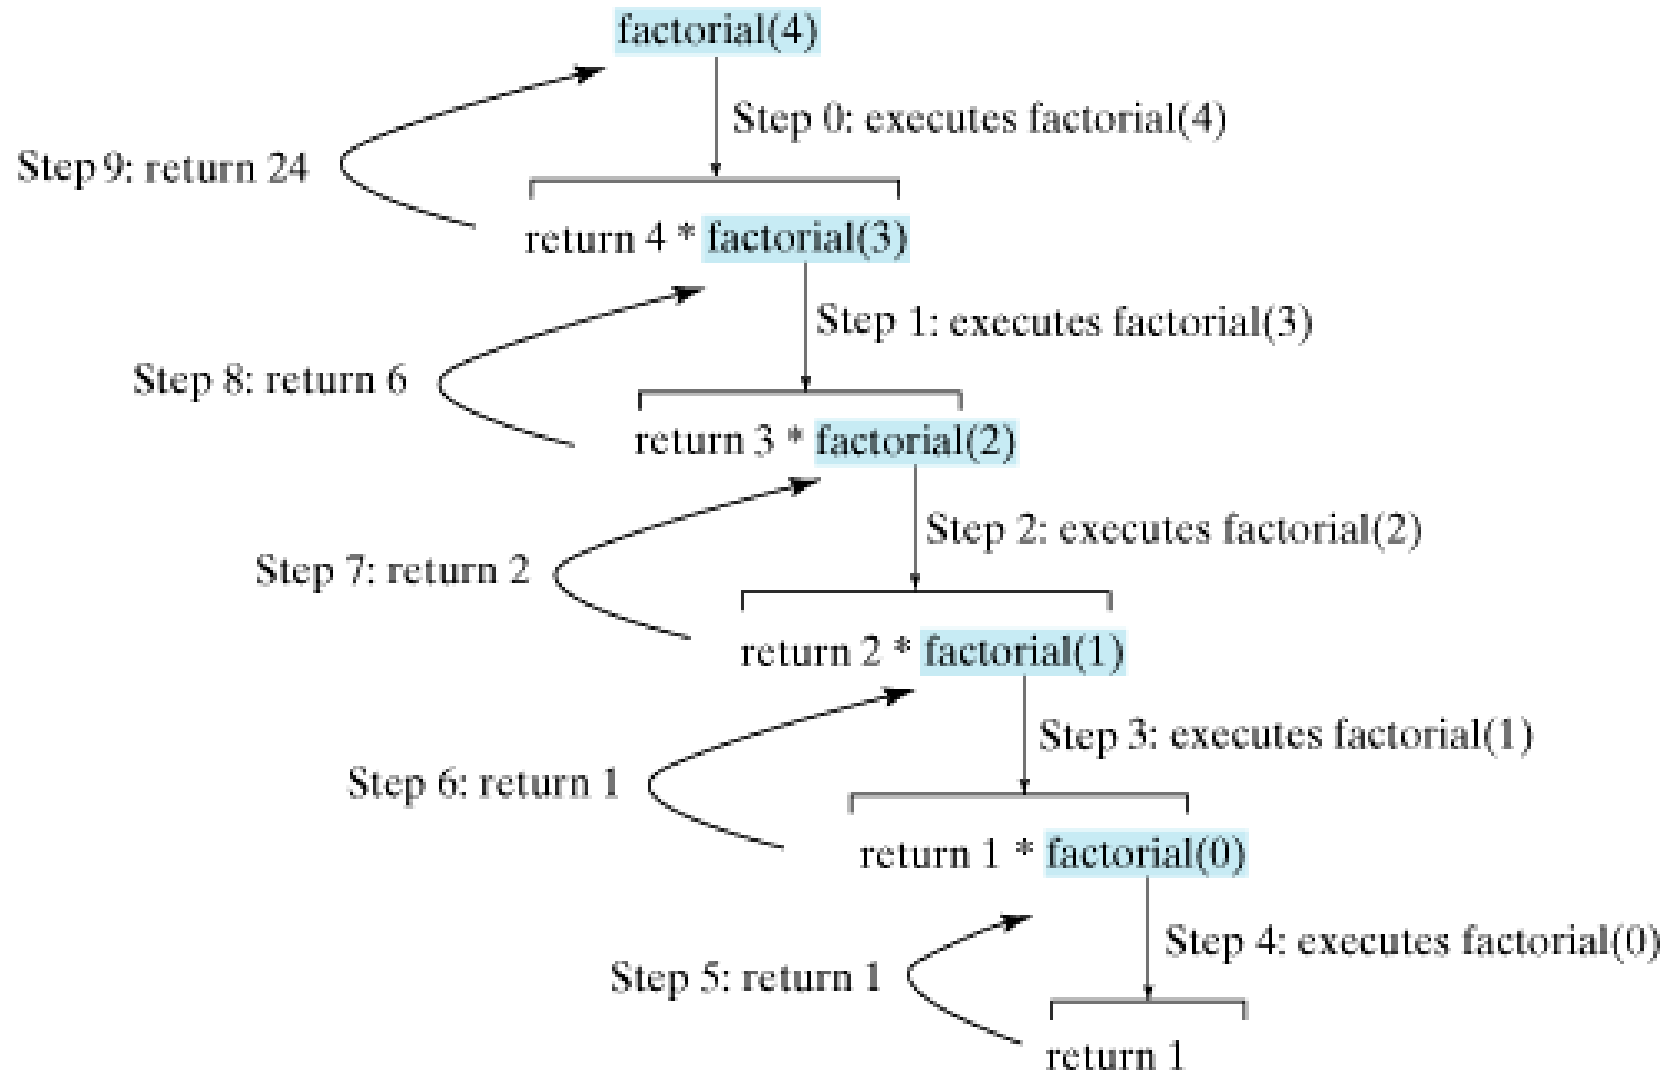 factorial(4)
Step 0: executes factorial(4)
Step 9: return 24
return 4 * factorial(3)
Step 1: executes factorial(3)
Step 8: return 6
return 3 * factorial(2)
Step 2: executes factorial(2)
Step 7: return 2
return 2 * factorial(1)
Step 3: executes factorial(1)
Step 6: return 1
return 1 * factorial(0)
Step 4: executes factorial(0)
Step 5: return 1
return 1